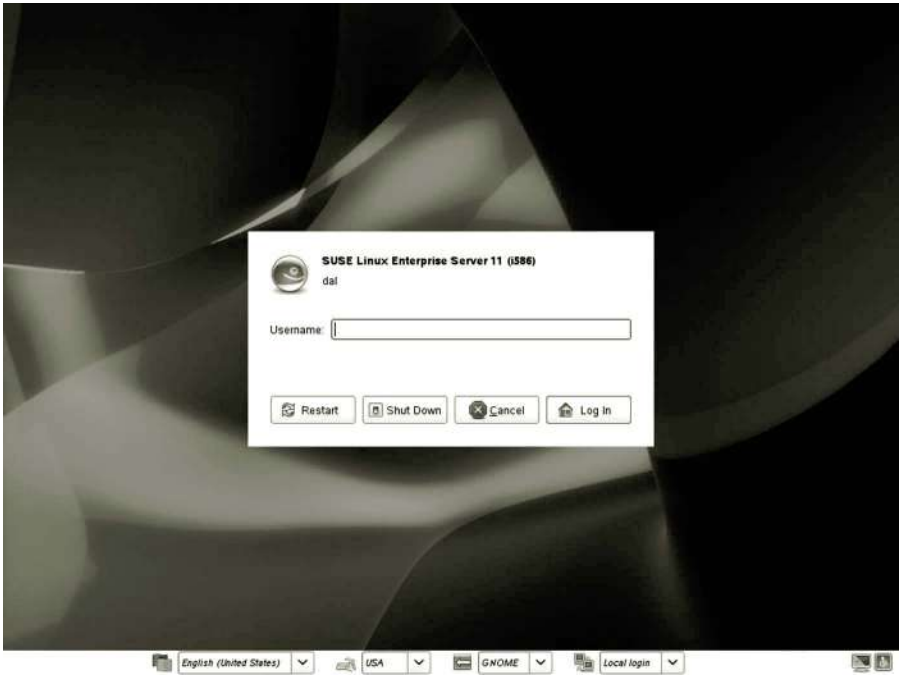 SUSE Linux Enterprise Server 11 (i586)
dal
Username:
Restart Shut Down Cancel Log In
English (United States) USA GNOME Local login